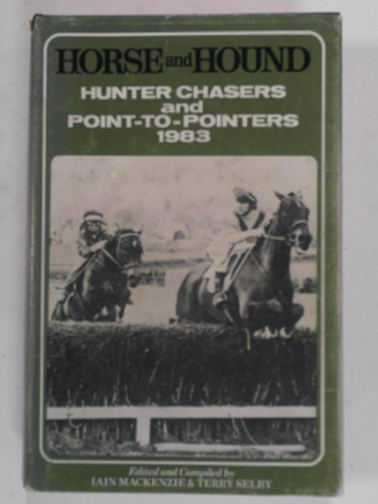 HORSE and HOUND
HUNTER CHASERS
and
POINT-TO-POINTERS
1983
Edited and Compiled by
IAIN MACKENZIE & TERRY SELBY